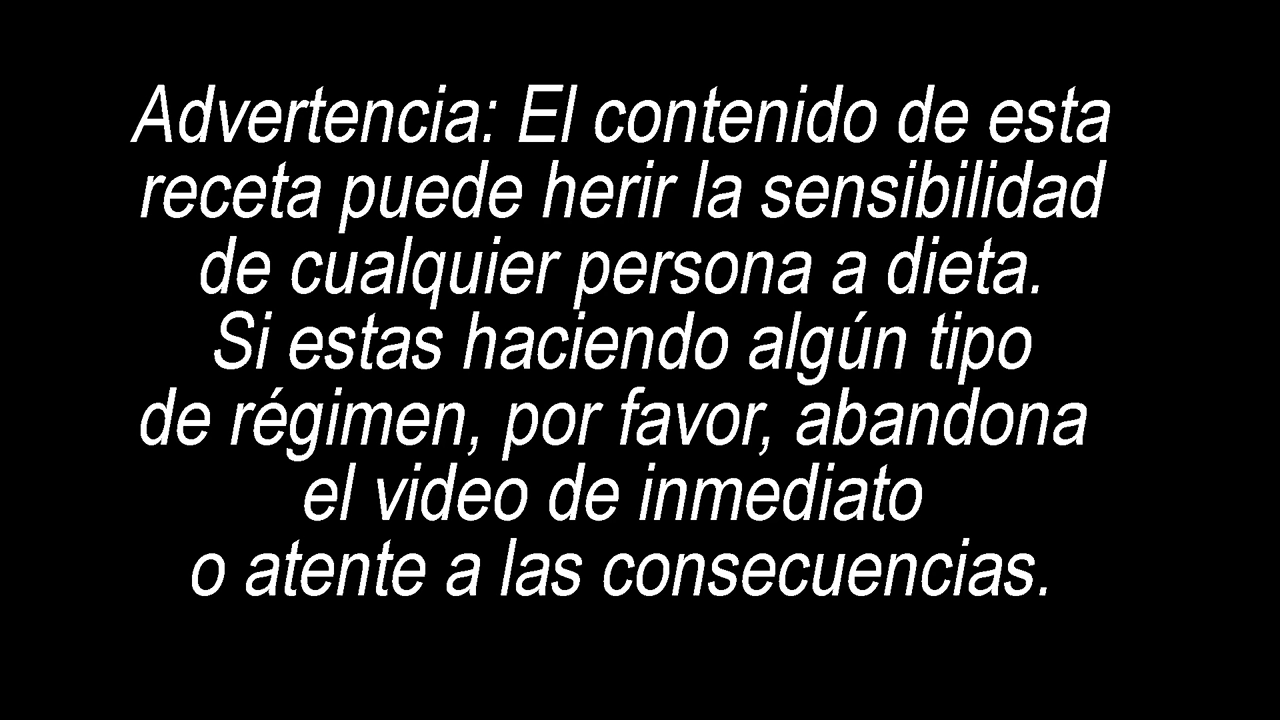 Advertencia: El contenido de esta
receta puede herir la sensibilidad
de cualquier persona a dieta.
Si estas haciendo algún tipo
de régimen, por favor, abandona
el video de inmediato
o atente a las consecuencias.